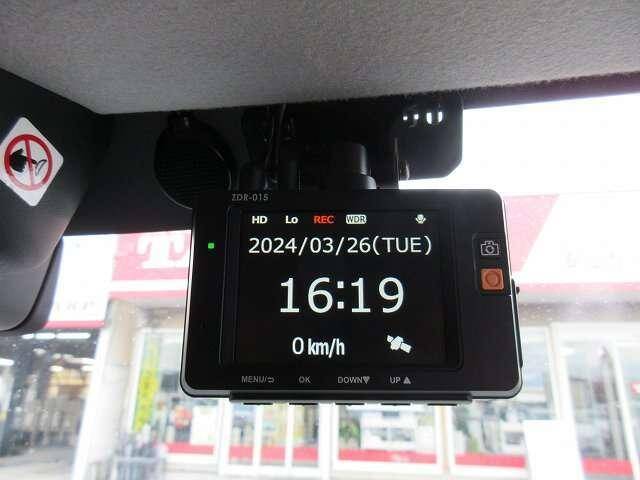 ZDR-015
HD Lo REC WDR
2024/03/26(TUE)
16:19
0 km/h
MENU/⮌ OK DOWN▼ UP▲